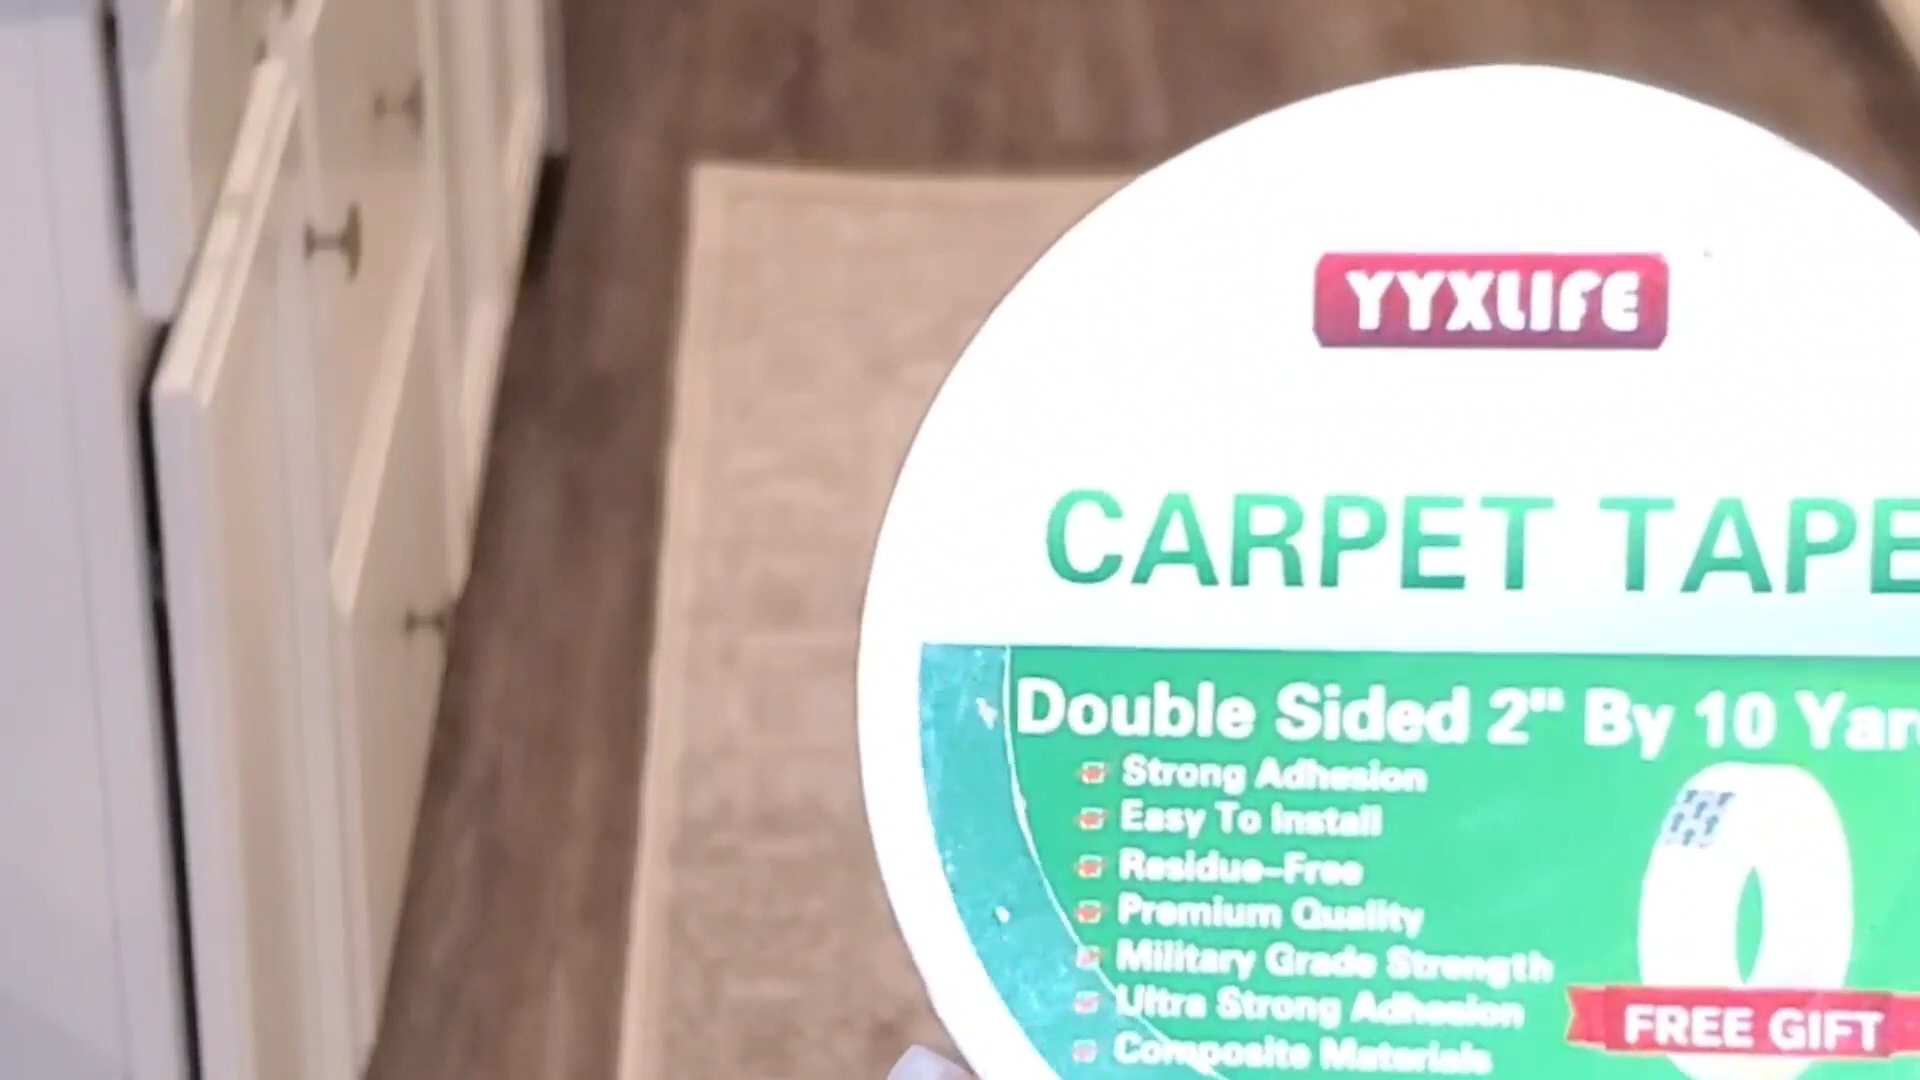 YYXLIFE
CARPET TAPE
Double Sided 2" By 10 Yar
Strong Adhesion
Easy To Install
Residue-Free
Premium Quality
Military Grade Strength
Ultra Strong Adhesion
Composite Materials
FREE GIFT